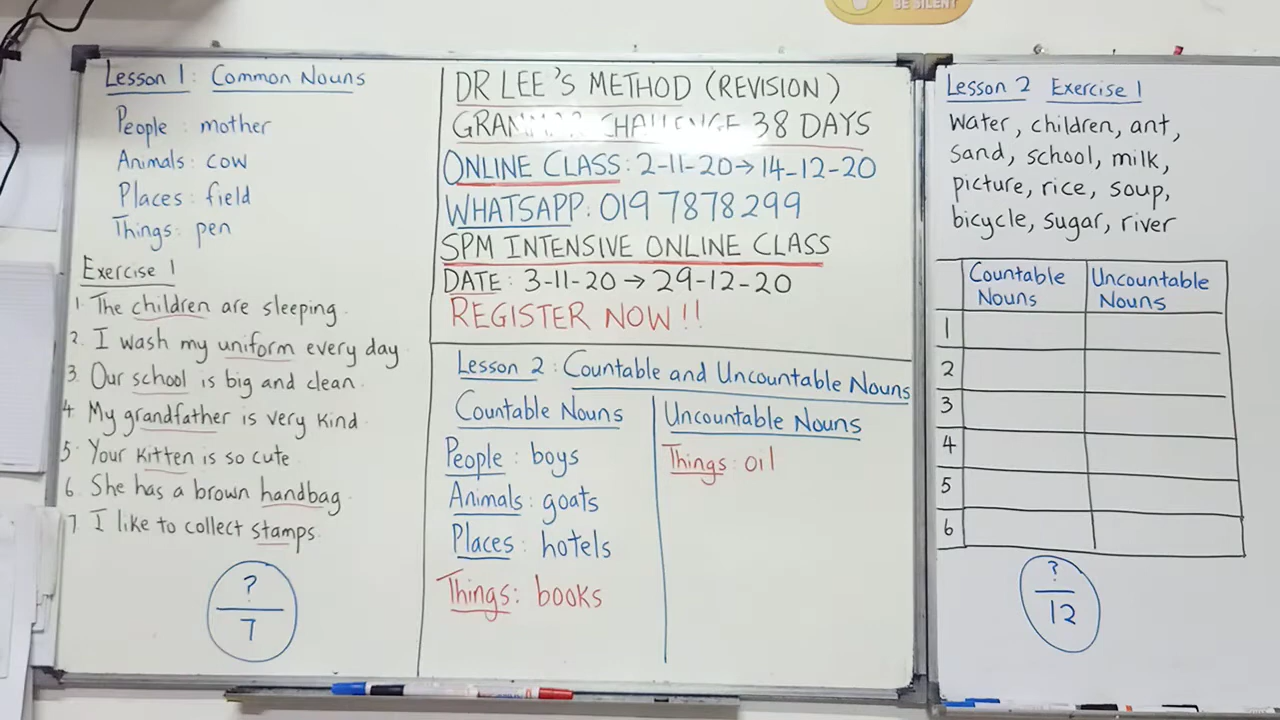 BE SILENT
Lesson 1: Common Nouns
People: mother
Animals: cow
Places: field
Things: pen
Exercise 1
1. The children are sleeping.
2. I wash my uniform every day
3. Our school is big and clean.
4. My grandfather is very kind.
5. Your kitten is so cute.
6. She has a brown handbag.
7. I like to collect stamps.
?
7
DR LEE'S METHOD (REVISION)
GRAMMAR CHALLENGE 38 DAYS
ONLINE CLASS: 2-11-20→14-12-20
WHATSAPP: 019 7878299
SPM INTENSIVE ONLINE CLASS
DATE: 3-11-20→29-12-20
REGISTER NOW!!
Lesson 2: Countable and Uncountable Nouns
Countable Nouns
People: boys
Animals: goats
Places: hotels
Things: books
Uncountable Nouns
Things: oil
Lesson 2 Exercise 1
water, children, ant,
sand, school, milk,
picture, rice, soup,
bicycle, sugar, river
Countable Nouns
Uncountable Nouns
1
2
3
4
5
6
?
12